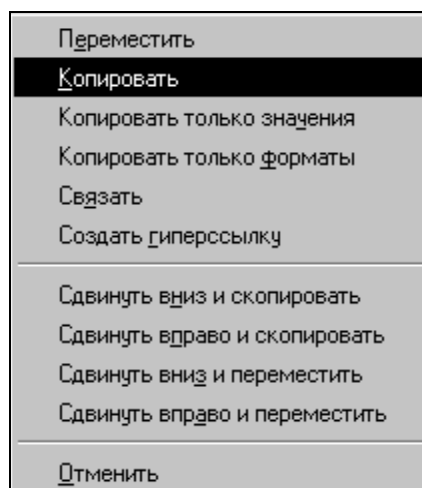 Переместить
Копировать
Копировать только значения
Копировать только форматы
Связать
Создать гиперссылку
Сдвинуть вниз и скопировать
Сдвинуть вправо и скопировать
Сдвинуть вниз и переместить
Сдвинуть вправо и переместить
Отменить